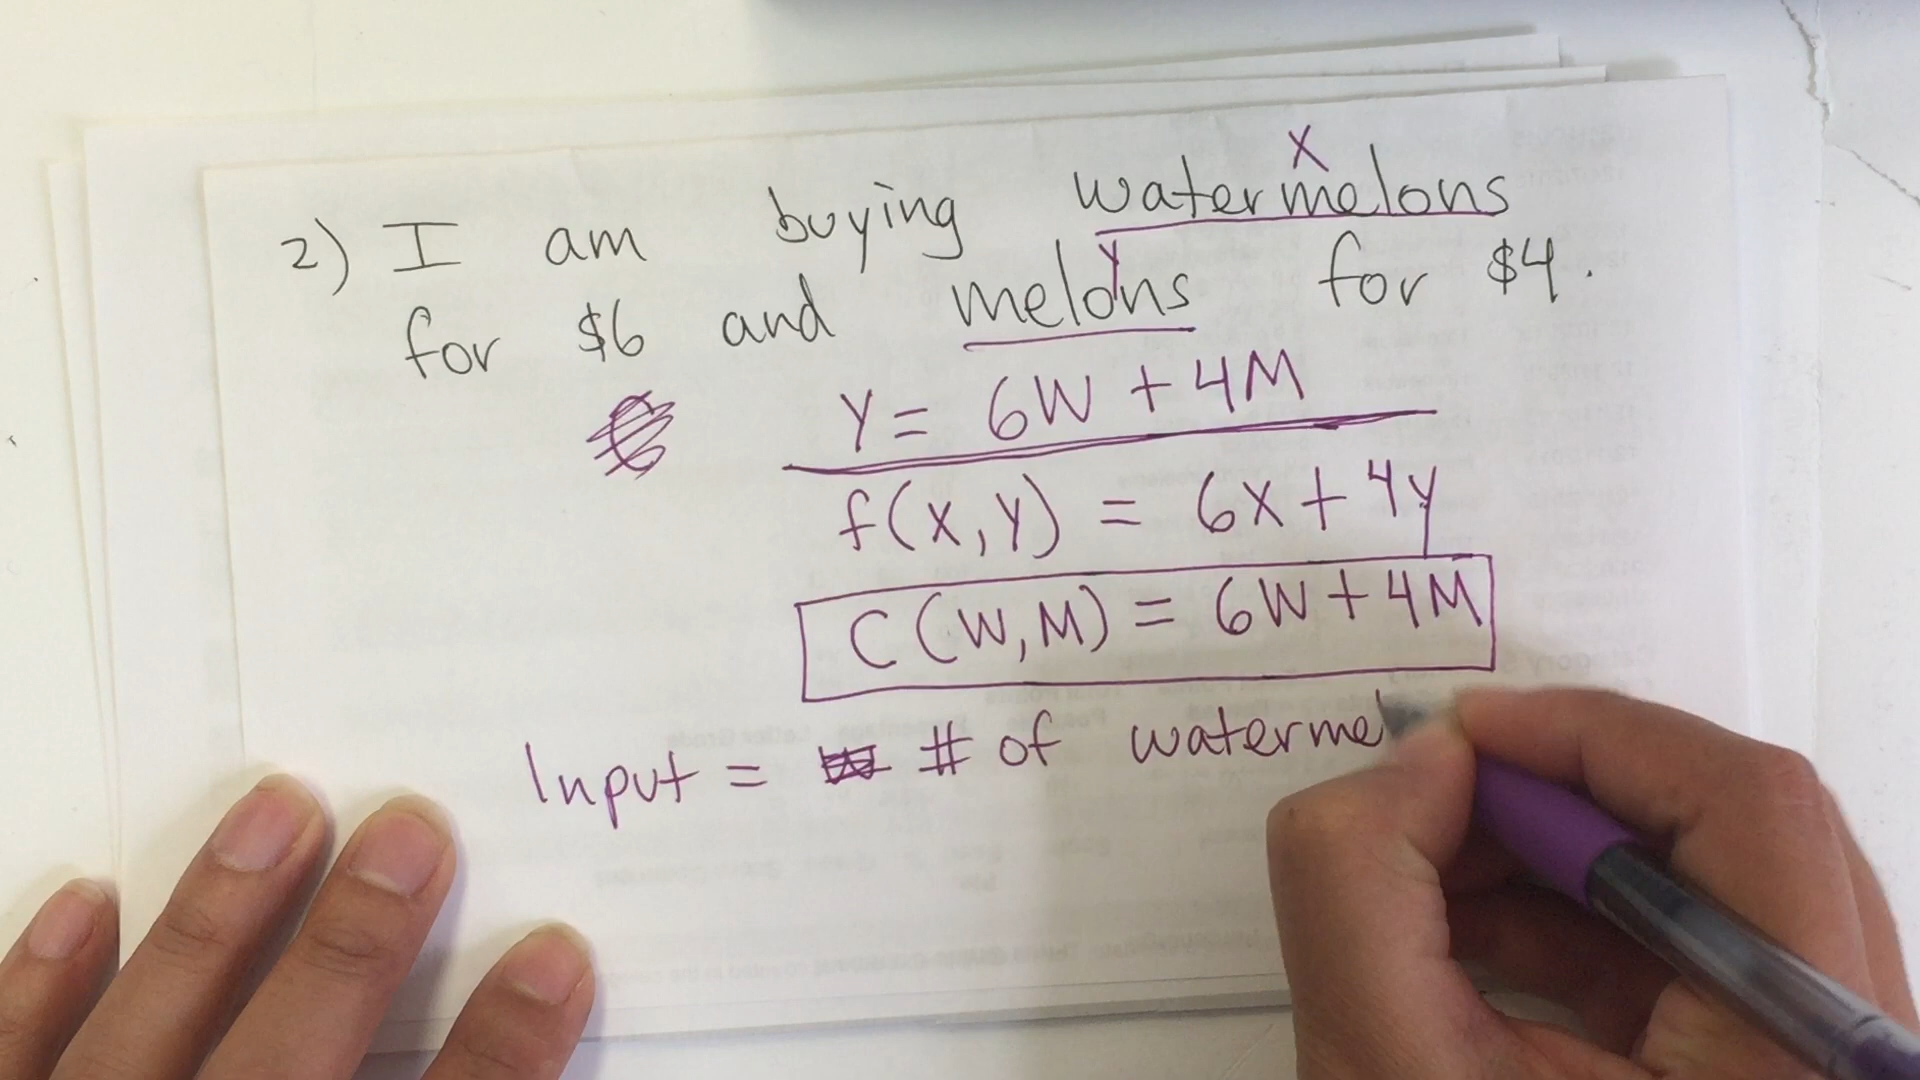 X
2) I am buying watermelons
Y
for $6 and melons for $4.
Y = 6W + 4M
f(x,y) = 6x + 4y
C(W,M) = 6W + 4M
Input = # of waterme